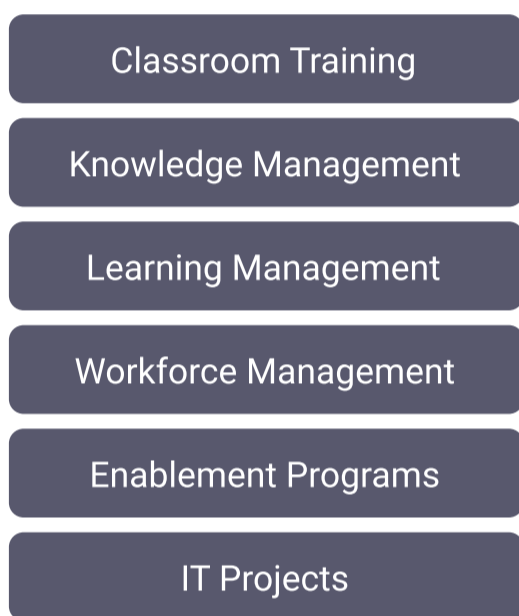 Classroom Training
Knowledge Management
Learning Management
Workforce Management
Enablement Programs
IT Projects